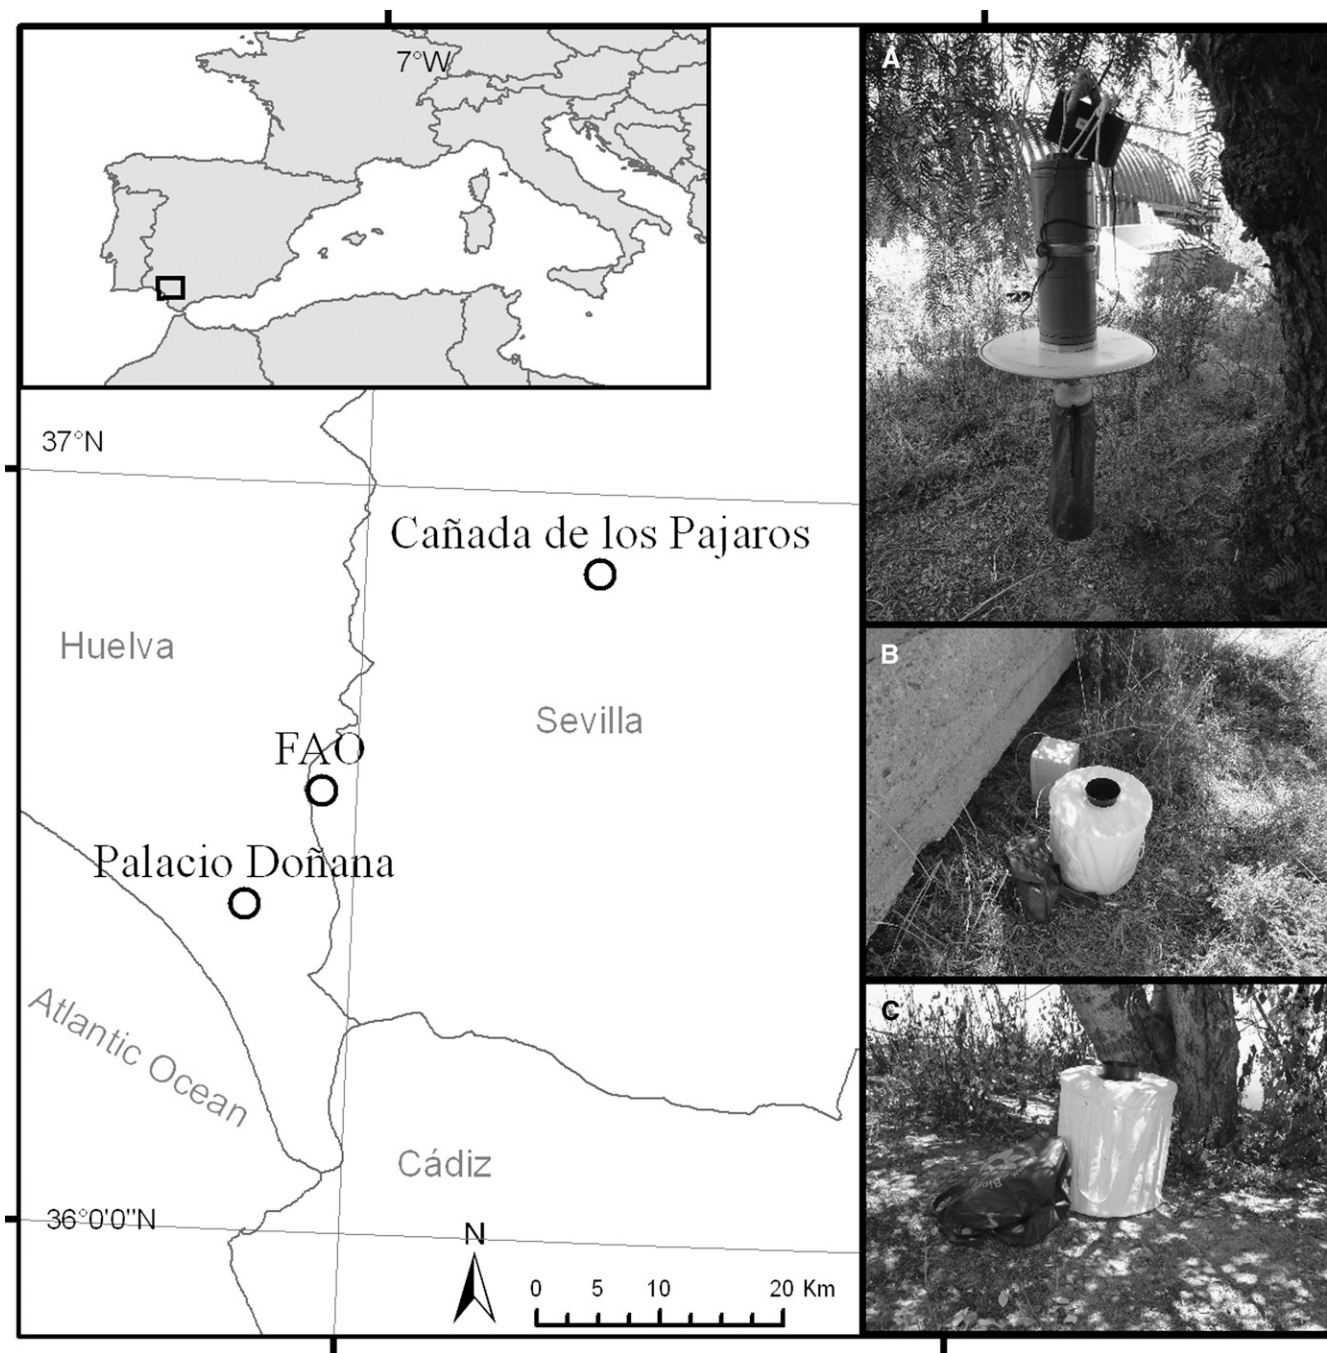 7°W
37°N
Cañada de los Pajaros
Huelva
Sevilla
FAO
Palacio Doñana
Atlantic Ocean
Cádiz
36°0'0"N
N
0 5 10 20 Km
A
B
C